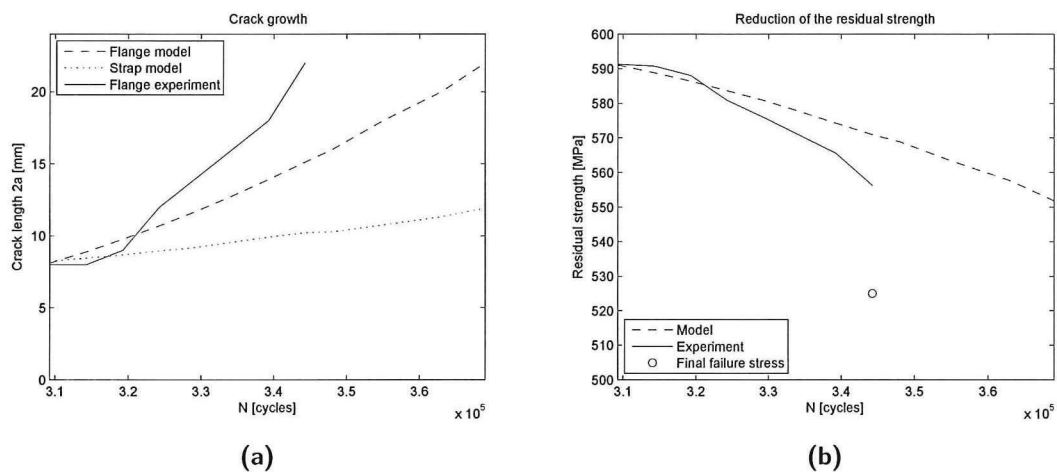 Crack growth
Flange model
Strap model
Flange experiment
Crack length 2a [mm]
20
15
10
5
0
3.1 3.2 3.3 3.4 3.5 3.6
N [cycles]
x 10^5
(a)
Reduction of the residual strength
Residual strength [MPa]
600
590
580
570
560
550
540
530
520
510
500
Model
Experiment
Final failure stress
3.1 3.2 3.3 3.4 3.5 3.6
N [cycles]
x 10^5
(b)